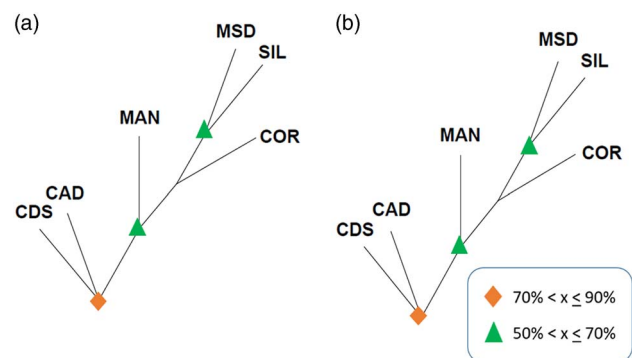 (a)
MSD
SIL
MAN
COR
CAD
CDS
(b)
MSD
SIL
MAN
COR
CAD
CDS
70% < x ≤ 90%
50% < x ≤ 70%